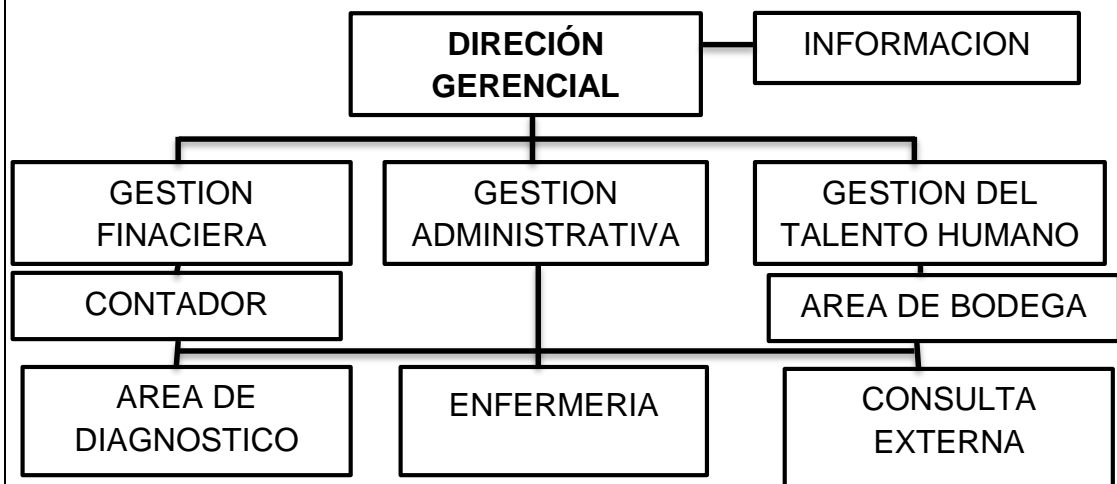 DIRECIÓN
GERENCIAL
INFORMACION
GESTION
FINACIERA
GESTION
ADMINISTRATIVA
GESTION DEL
TALENTO HUMANO
CONTADOR
AREA DE BODEGA
AREA DE
DIAGNOSTICO
ENFERMERIA
CONSULTA
EXTERNA